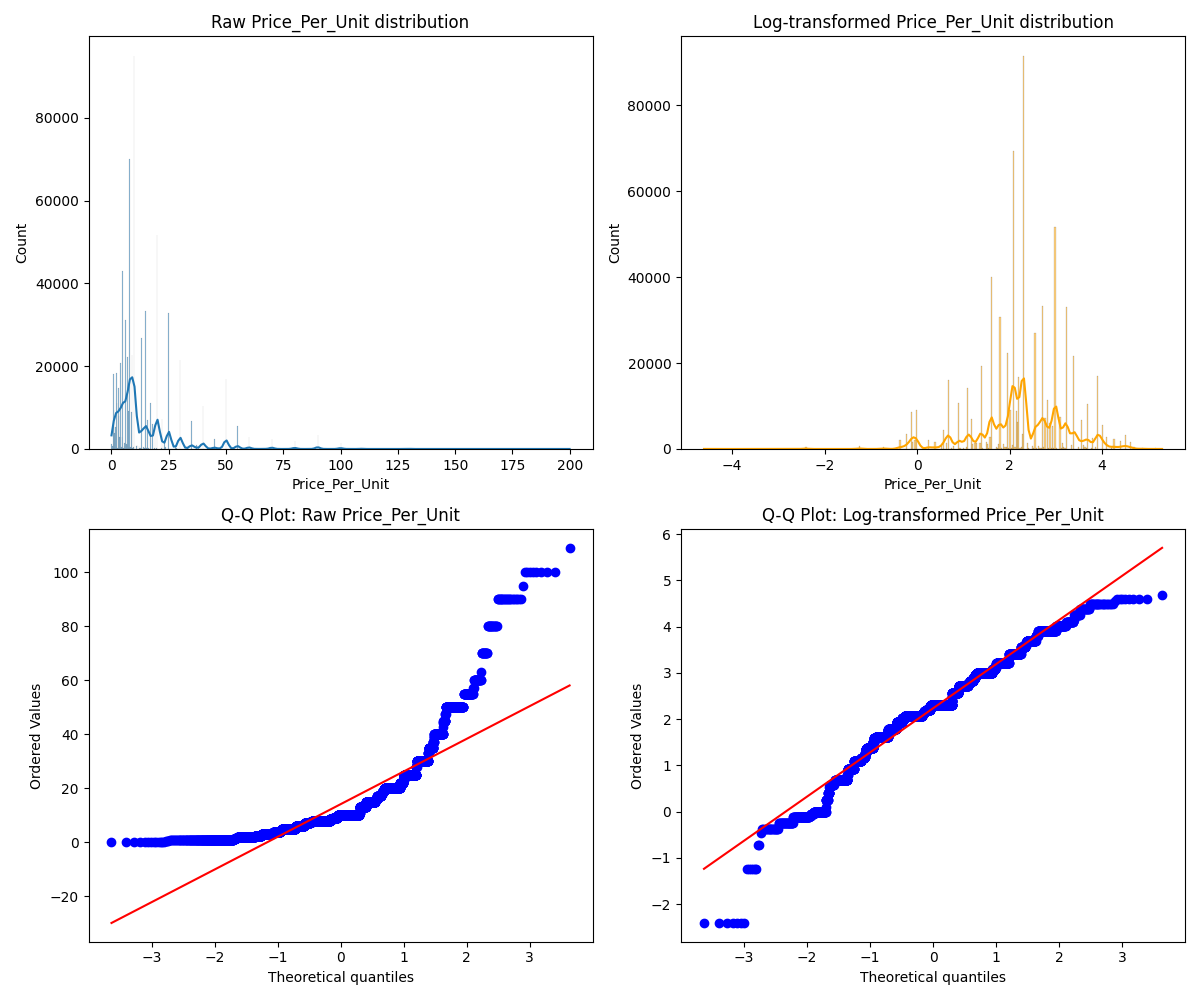 Raw Price_Per_Unit distribution
Count
80000
60000
40000
20000
0
0 25 50 75 100 125 150 175 200
Price_Per_Unit
Log-transformed Price_Per_Unit distribution
Count
80000
60000
40000
20000
0
−4 −2 0 2 4
Price_Per_Unit
Q-Q Plot: Raw Price_Per_Unit
Ordered Values
100
80
60
40
20
0
−20
−3 −2 −1 0 1 2 3
Theoretical quantiles
Q-Q Plot: Log-transformed Price_Per_Unit
Ordered Values
6
5
4
3
2
1
0
−1
−2
−3 −2 −1 0 1 2 3
Theoretical quantiles